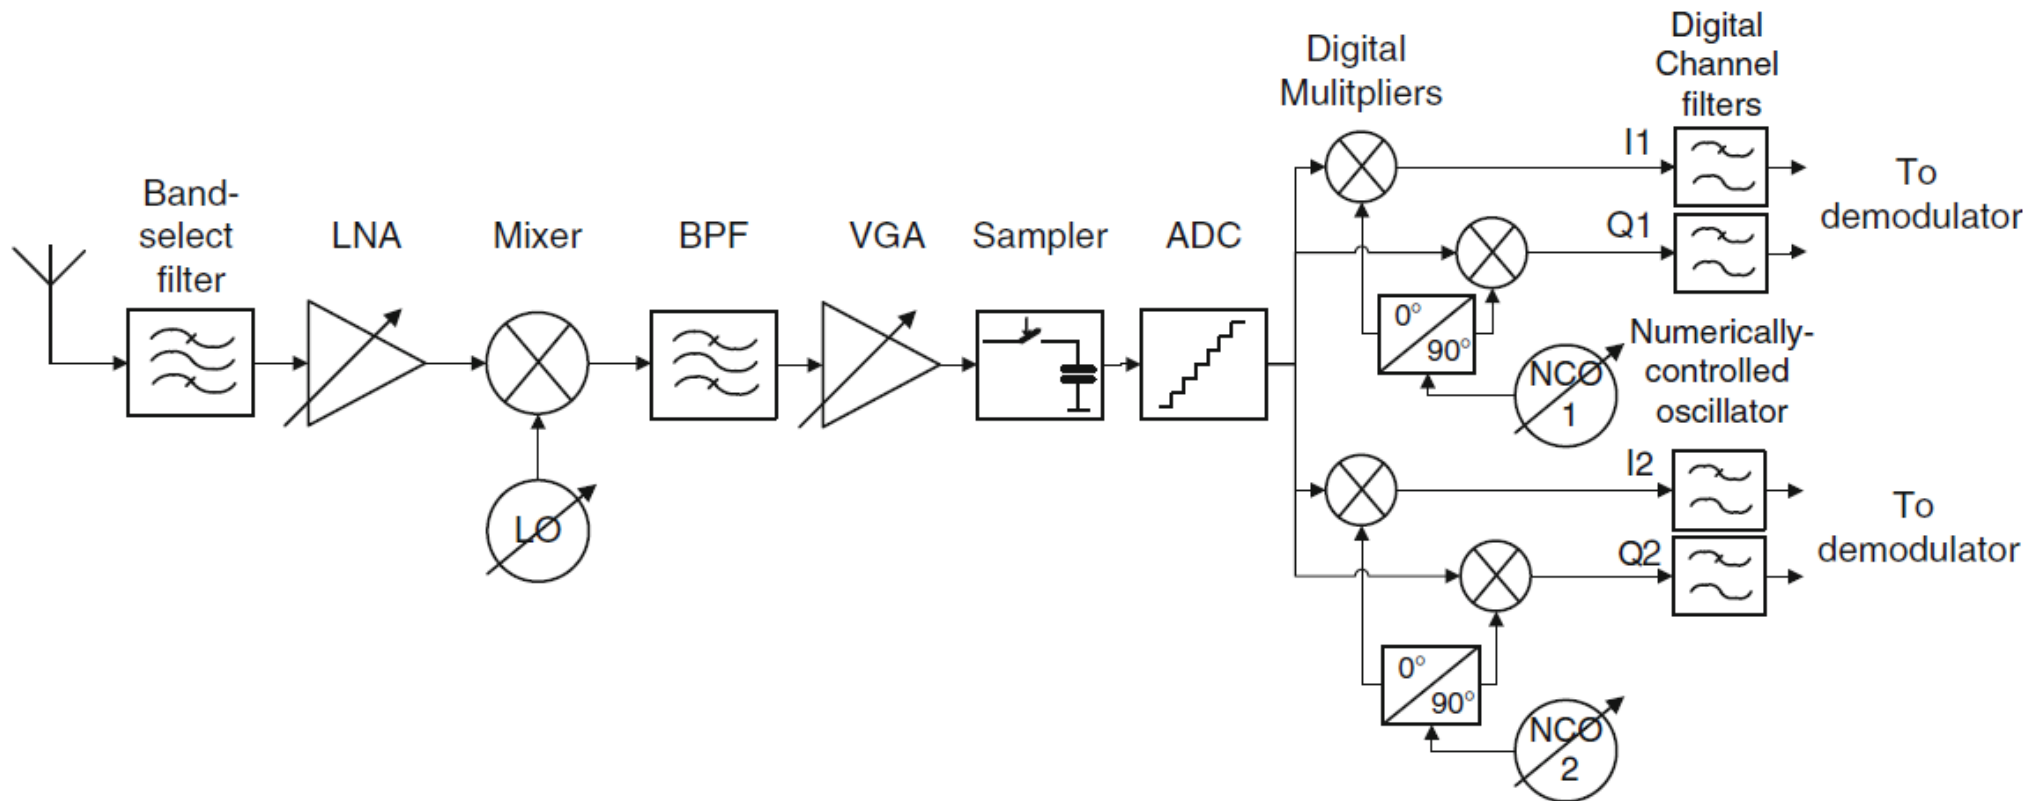 Digital
Mulitpliers
Digital
Channel
filters
I1
Q1
To
demodulator
Band-
select
filter
LNA
Mixer
BPF
VGA
Sampler
ADC
0°
90°
NCO
1
Numerically-
controlled
oscillator
LO
I2
Q2
To
demodulator
0°
90°
NCO
2